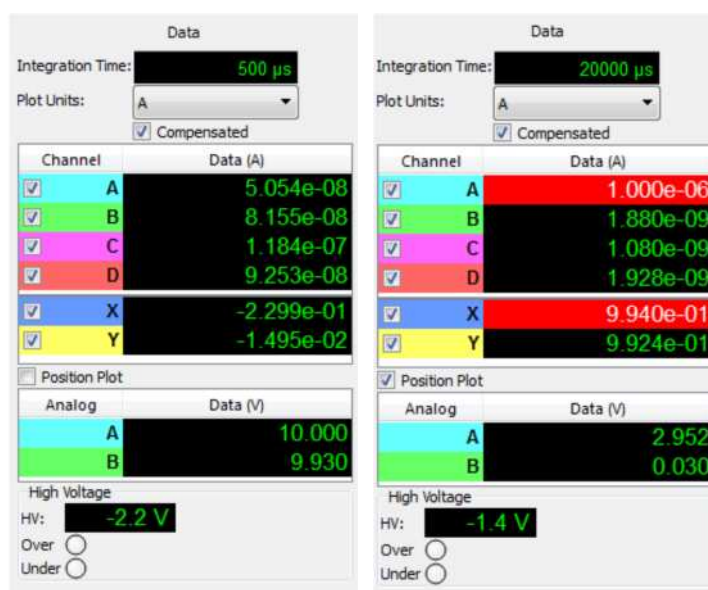 Data
Integration Time: 500 µs
Plot Units: A
Compensated
Channel Data (A)
A 5.054e-08
B 8.155e-08
C 1.184e-07
D 9.253e-08
X -2.299e-01
Y -1.495e-02
Position Plot
Analog Data (V)
A 10.000
B 9.930
High Voltage
HV: -2.2 V
Over
Under
Data
Integration Time: 20000 µs
Plot Units: A
Compensated
Channel Data (A)
A 1.000e-06
B 1.880e-09
C 1.080e-09
D 1.928e-09
X 9.940e-01
Y 9.924e-01
Position Plot
Analog Data (V)
A 2.952
B 0.030
High Voltage
HV: -1.4 V
Over
Under